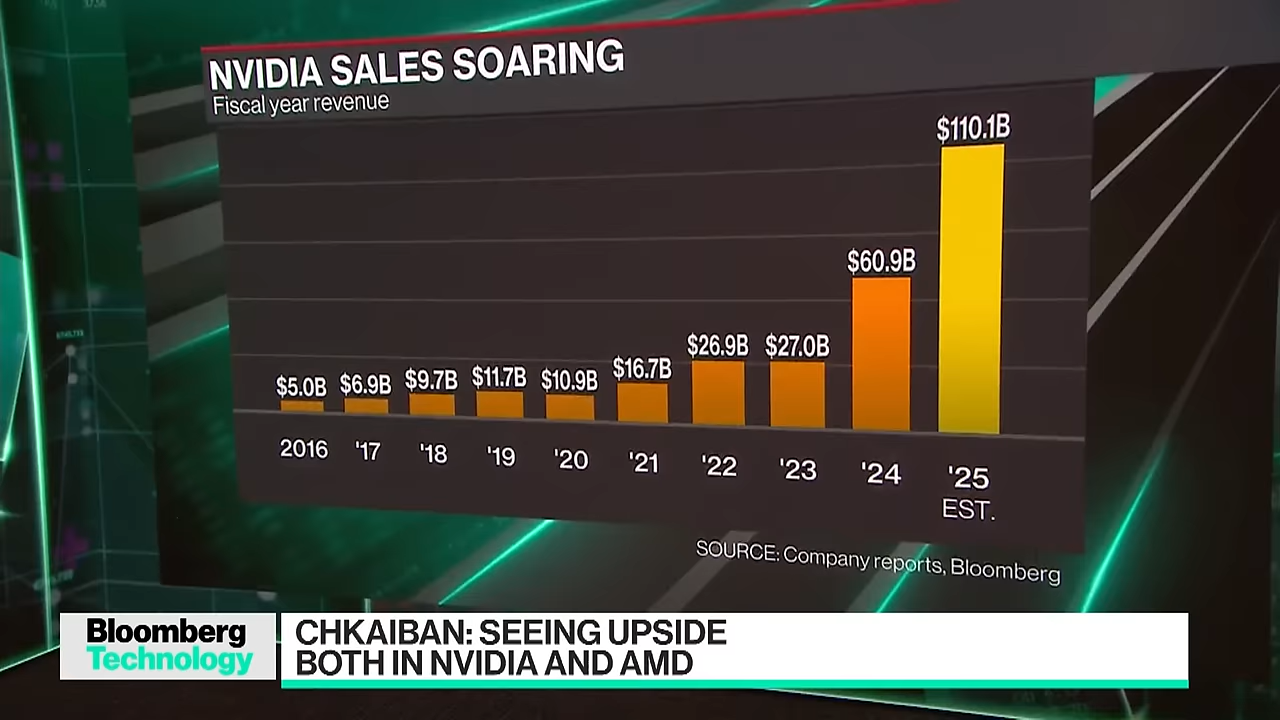 NVIDIA SALES SOARING
Fiscal year revenue
$110.1B
$60.9B
$26.9B
$27.0B
$16.7B
$11.7B
$10.9B
$9.7B
$6.9B
$5.0B
2016 '17 '18 '19 '20 '21 '22 '23 '24 '25
EST.
SOURCE: Company reports, Bloomberg
Bloomberg
Technology
CHKAIBAN: SEEING UPSIDE
BOTH IN NVIDIA AND AMD